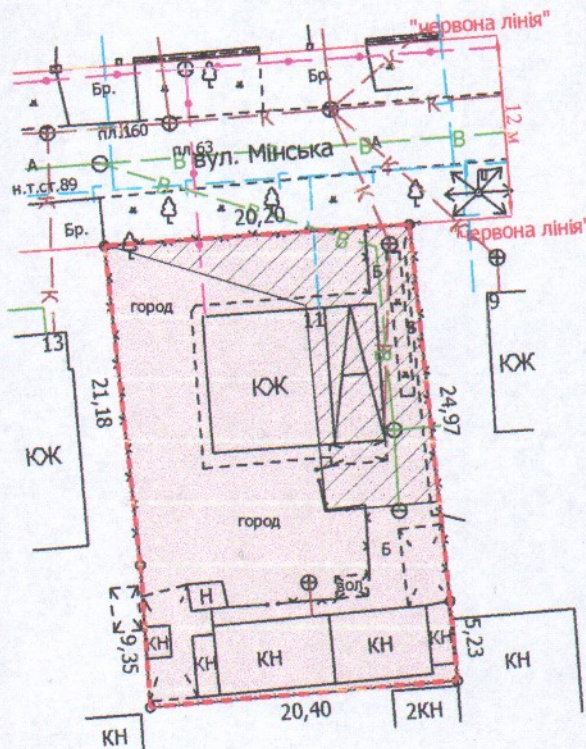 "червона лінія"
Бр.
Бр.
К
К
12 м
пл.160
пл.63
А
В
вул. Мінська
В
А
В
н.т.ст.89
К
К
Бр.
20,20
червона лінія"
В
К
Б
город
11
9
13
КЖ
КЖ
КЖ
21,18
24,97
город
Б
Н
9,35
КН
КН
КН
КН
КН
5,23
КН
20,40
2КН
КН